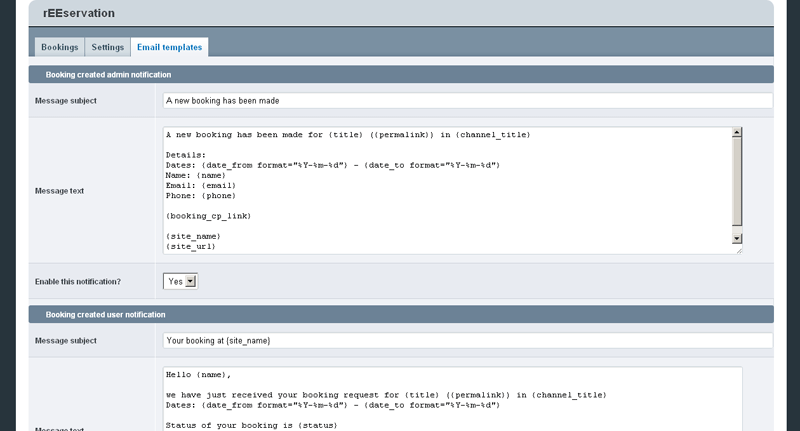 rEEservation
Bookings Settings Email templates
Booking created admin notification
Message subject
A new booking has been made
Message text
A new booking has been made for {title} ({permalink}) in {channel_title}
Details:
Dates: {date_from format="%Y-%m-%d"} - {date_to format="%Y-%m-%d"}
Name: {name}
Email: {email}
Phone: {phone}
{booking_cp_link}
{site_name}
{site_url}
Enable this notification?
Yes
Booking created user notification
Message subject
Your booking at {site_name}
Message text
Hello {name},
we have just received your booking request for {title} ({permalink}) in {channel_title}
Dates: {date_from format="%Y-%m-%d"} - {date_to format="%Y-%m-%d"}
Status of your booking is {status}